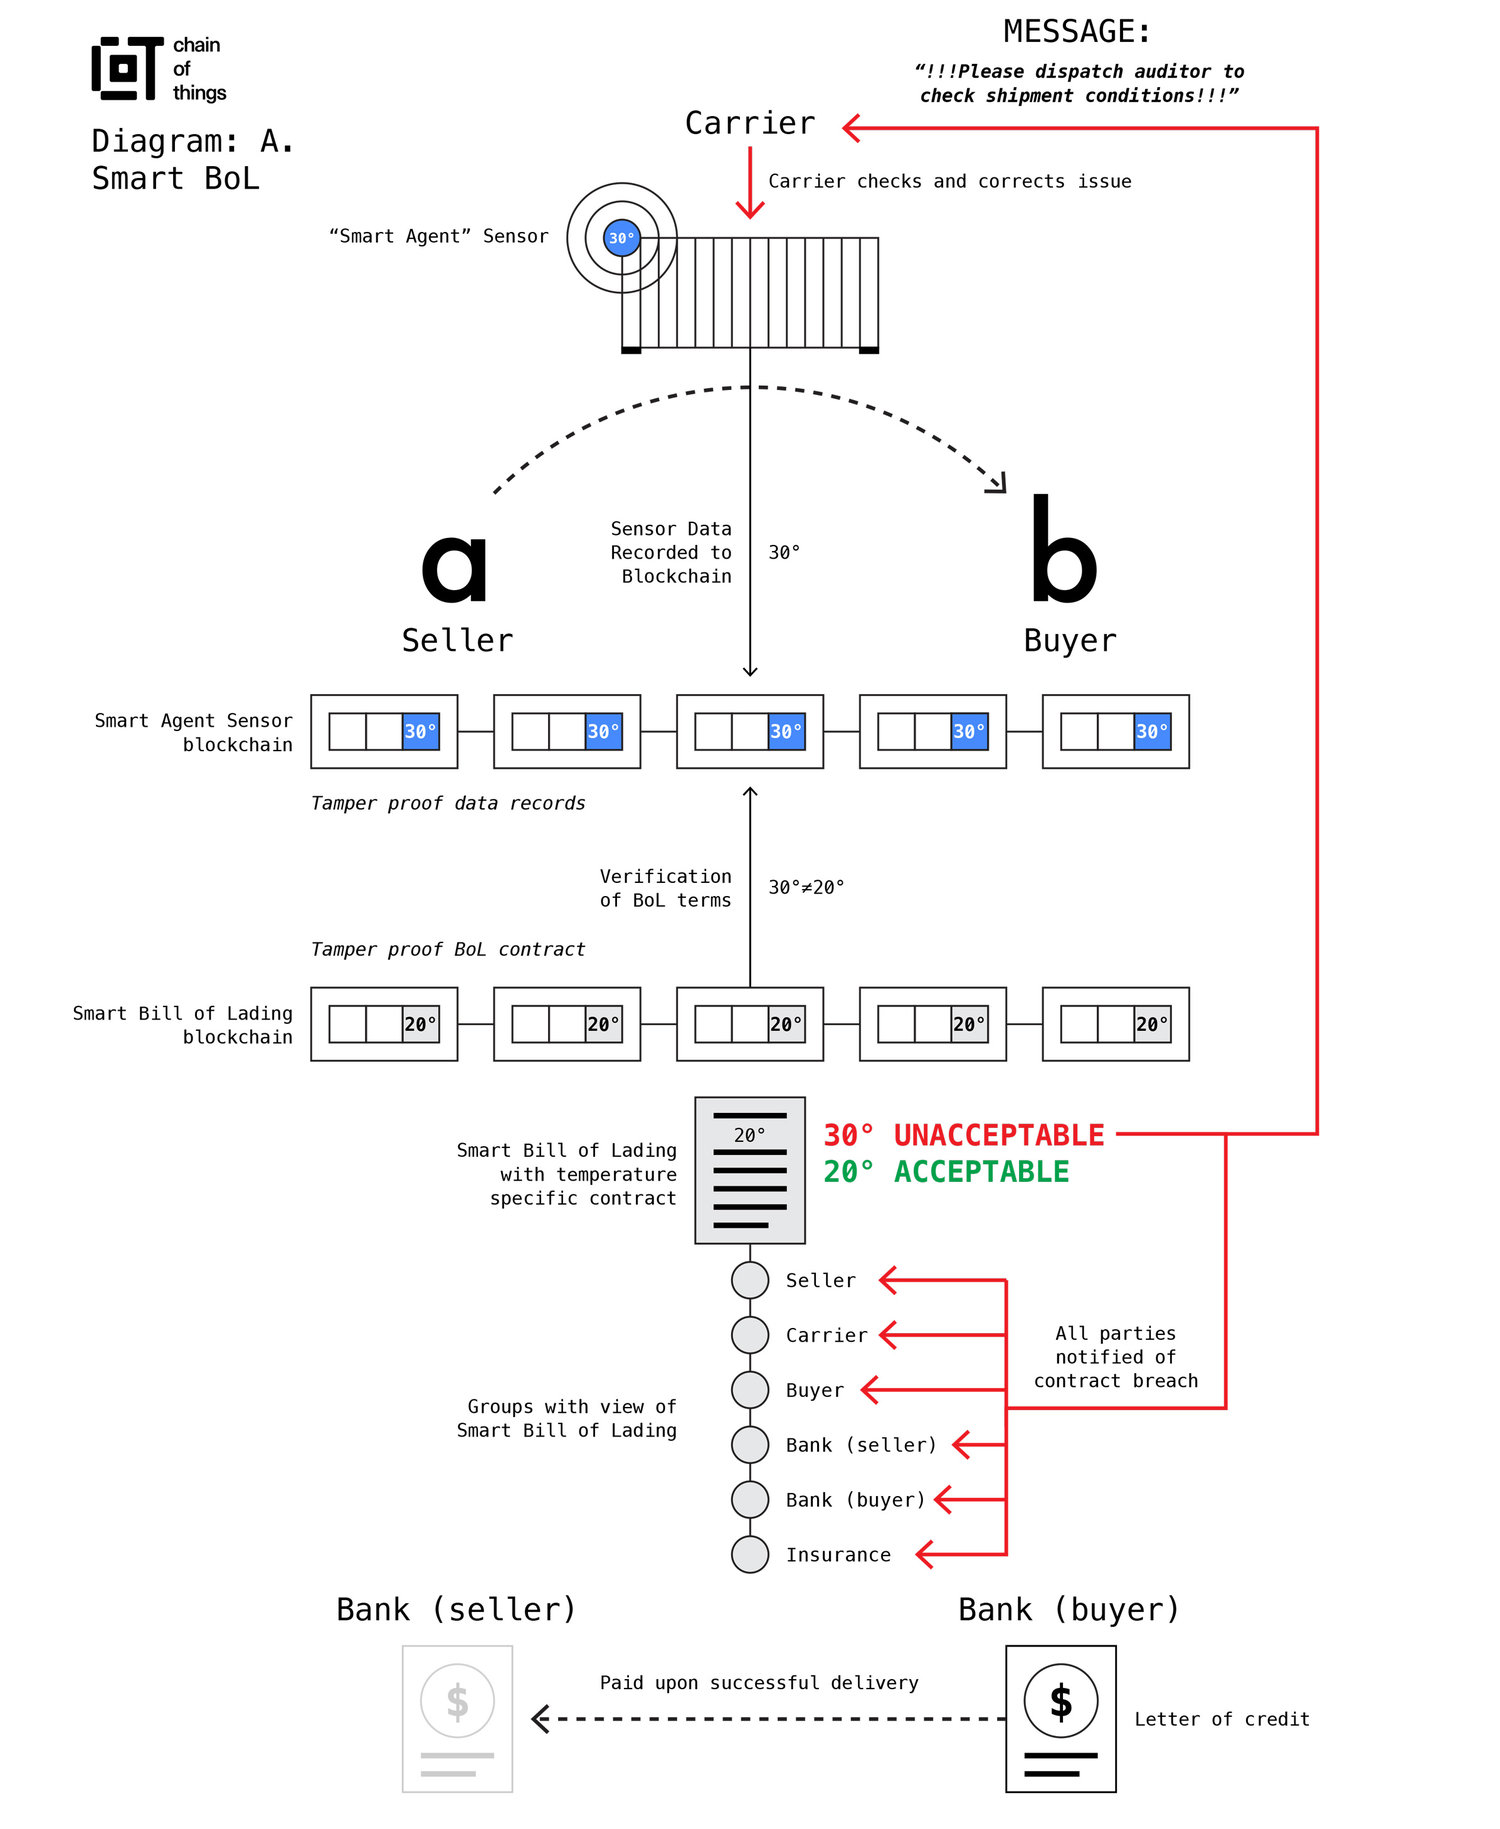 chain
of
things
Diagram: A.
Smart BoL
MESSAGE:
“!!!Please dispatch auditor to
check shipment conditions!!!”
Carrier
Carrier checks and corrects issue
“Smart Agent” Sensor
30°
Sensor Data
Recorded to
Blockchain
30°
a
Seller
b
Buyer
Smart Agent Sensor
blockchain
30° 30° 30° 30° 30°
Tamper proof data records
Verification
of BoL terms
30°≠20°
Tamper proof BoL contract
Smart Bill of Lading
blockchain
20° 20° 20° 20° 20°
Smart Bill of Lading
with temperature
specific contract
20°
30° UNACCEPTABLE
20° ACCEPTABLE
Groups with view of
Smart Bill of Lading
Seller
Carrier
Buyer
Bank (seller)
Bank (buyer)
Insurance
All parties
notified of
contract breach
Bank (seller)
$
Paid upon successful delivery
Bank (buyer)
$
Letter of credit